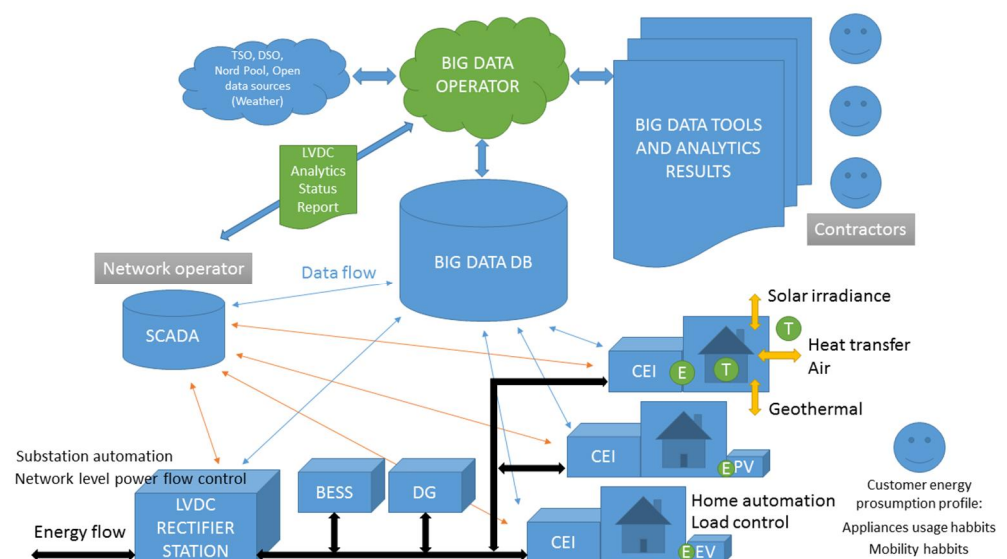 TSO, DSO,
Nord Pool, Open
data sources
(Weather)
BIG DATA
OPERATOR
BIG DATA TOOLS
AND ANALYTICS
RESULTS
LVDC
Analytics
Status
Report
Contractors
Network operator
Data flow
BIG DATA DB
SCADA
Solar irradiance
T
Heat transfer
Air
CEI
E
T
Geothermal
CEI
E PV
Substation automation
Network level power flow control
LVDC
RECTIFIER
STATION
BESS
DG
Home automation
Load control
CEI
E EV
Energy flow
Customer energy
prosumption profile:
Appliances usage habbits
Mobility habbits